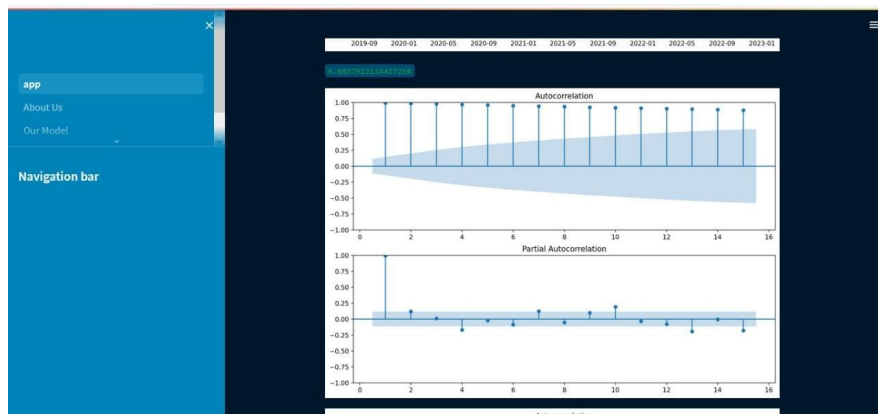 ×
≡
app
About Us
Our Model
Navigation bar
2019-09 2020-01 2020-05 2020-09 2021-01 2021-05 2021-09 2022-01 2022-05 2022-09 2023-01
Autocorrelation
1.00
0.75
0.50
0.25
0.00
−0.25
−0.50
−0.75
−1.00
0 2 4 6 8 10 12 14 16
Partial Autocorrelation
1.00
0.75
0.50
0.25
0.00
−0.25
−0.50
−0.75
−1.00
0 2 4 6 8 10 12 14 16